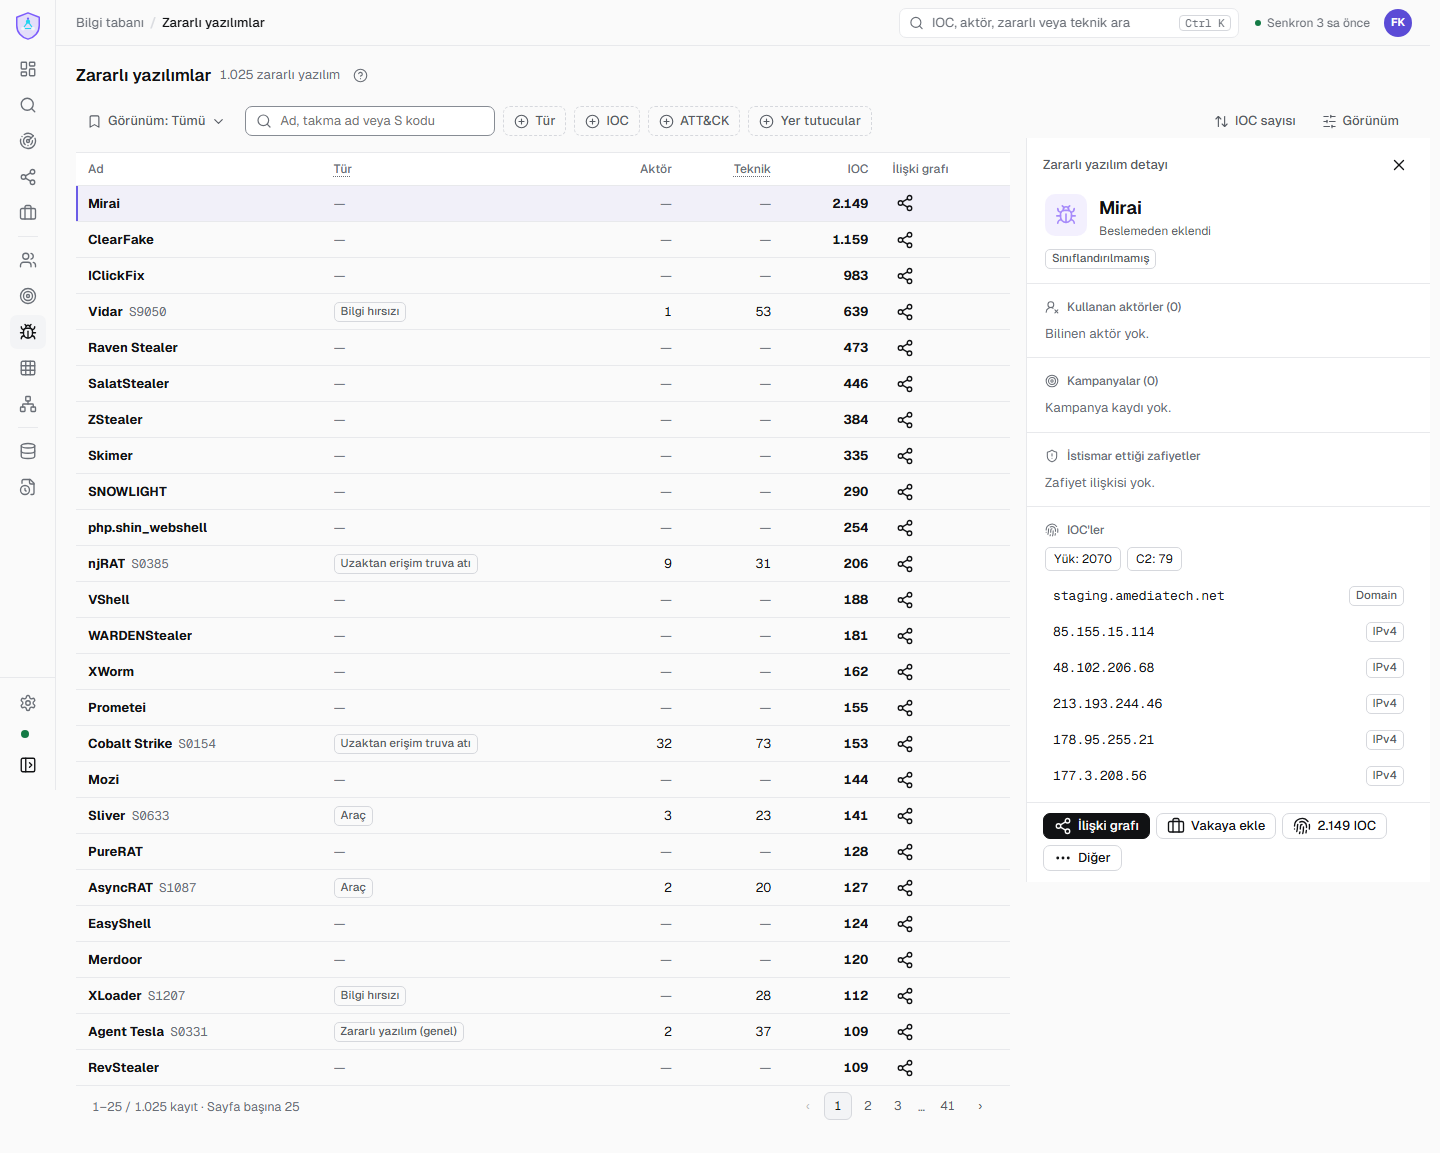 Bilgi tabanı / Zararlı yazılımlar
IOC, aktör, zararlı veya teknik ara Ctrl K
Senkron 3 sa önce
FK
Zararlı yazılımlar 1.025 zararlı yazılım
Görünüm: Tümü
Ad, takma ad veya S kodu
Tür
IOC
ATT&CK
Yer tutucular
IOC sayısı
Görünüm
Ad Tür Aktör Teknik IOC İlişki grafı
Mirai — — — 2.149
ClearFake — — — 1.159
IClickFix — — — 983
Vidar S9050 Bilgi hırsızı 1 53 639
Raven Stealer — — — 473
SalatStealer — — — 446
ZStealer — — — 384
Skimer — — — 335
SNOWLIGHT — — — 290
php.shin_webshell — — — 254
njRAT S0385 Uzaktan erişim truva atı 9 31 206
VShell — — — 188
WARDENStealer — — — 181
XWorm — — — 162
Prometei — — — 155
Cobalt Strike S0154 Uzaktan erişim truva atı 32 73 153
Mozi — — — 144
Sliver S0633 Araç 3 23 141
PureRAT — — — 128
AsyncRAT S1087 Araç 2 20 127
EasyShell — — — 124
Merdoor — — — 120
XLoader S1207 Bilgi hırsızı — 28 112
Agent Tesla S0331 Zararlı yazılım (genel) 2 37 109
RevStealer — — — 109
1–25 / 1.025 kayıt · Sayfa başına 25
‹ 1 2 3 … 41 ›
Zararlı yazılım detayı
Mirai
Beslemeden eklendi
Sınıflandırılmamış
Kullanan aktörler (0)
Bilinen aktör yok.
Kampanyalar (0)
Kampanya kaydı yok.
İstismar ettiği zafiyetler
Zafiyet ilişkisi yok.
IOC'ler
Yük: 2070 C2: 79
staging.amediatech.net Domain
85.155.15.114 IPv4
48.102.206.68 IPv4
213.193.244.46 IPv4
178.95.255.21 IPv4
177.3.208.56 IPv4
İlişki grafı Vakaya ekle 2.149 IOC
Diğer